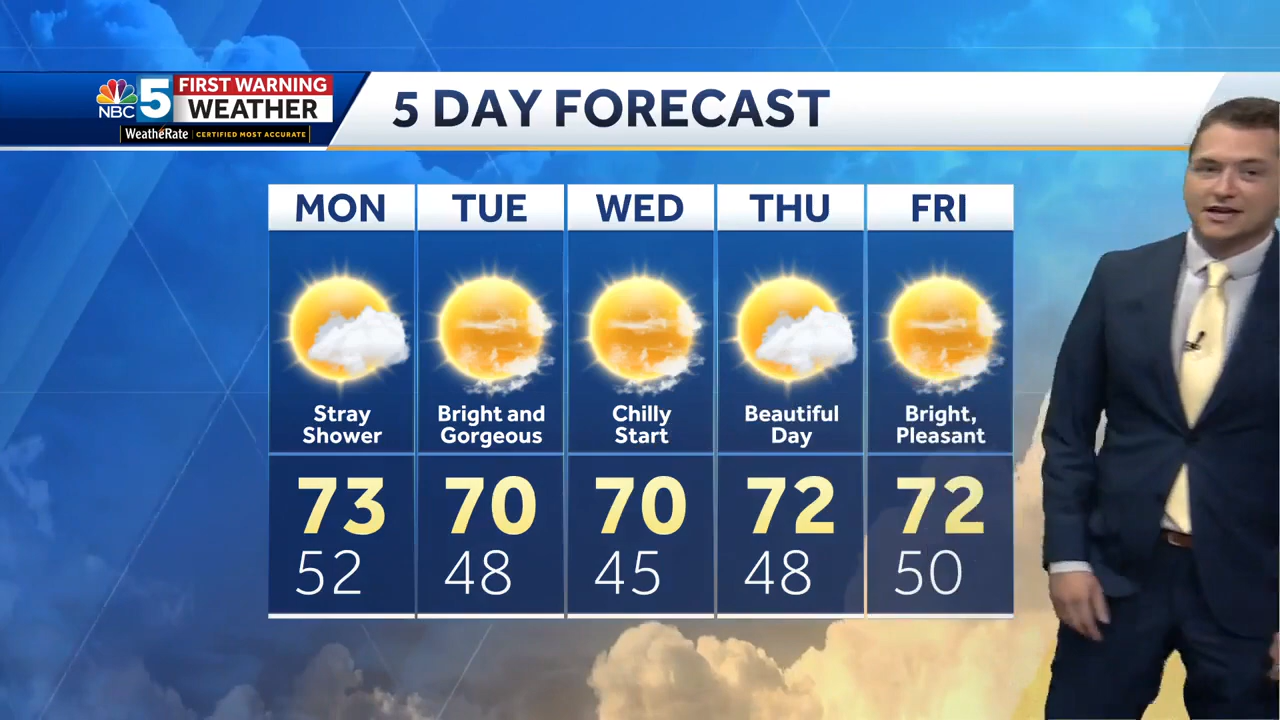 NBC 5 FIRST WARNING
WEATHER
WeatheRate CERTIFIED MOST ACCURATE
5 DAY FORECAST
MON TUE WED THU FRI
Stray Shower
Bright and Gorgeous
Chilly Start
Beautiful Day
Bright, Pleasant
73 70 70 72 72
52 48 45 48 50